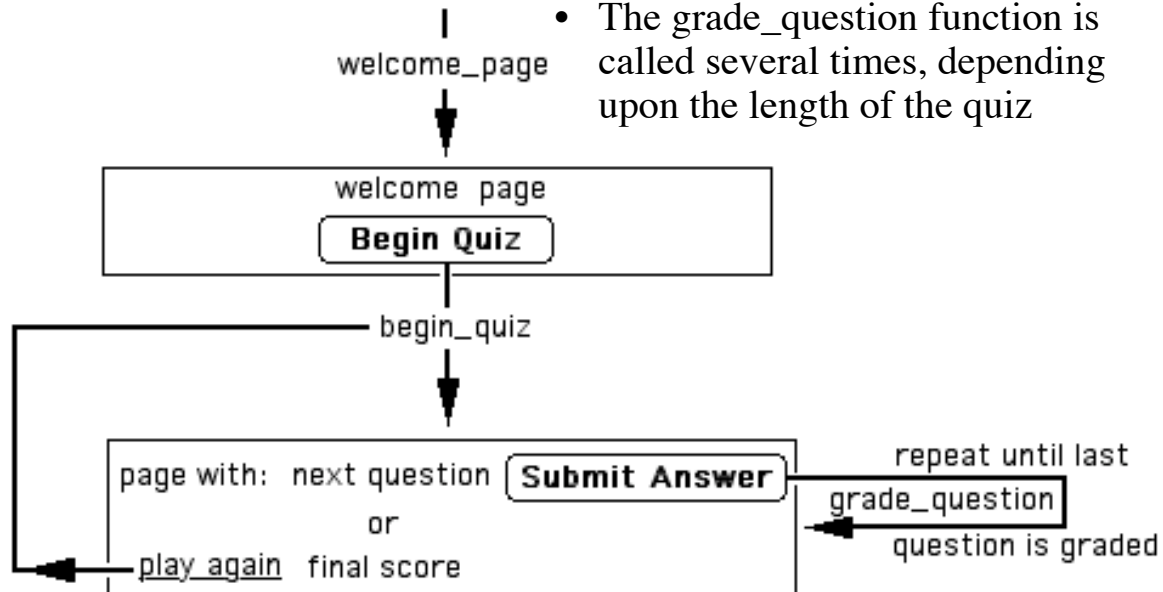 • The grade_question function is
called several times, depending
upon the length of the quiz
welcome_page
welcome page
Begin Quiz
begin_quiz
page with: next question Submit Answer
or
play again final score
repeat until last
grade_question
question is graded